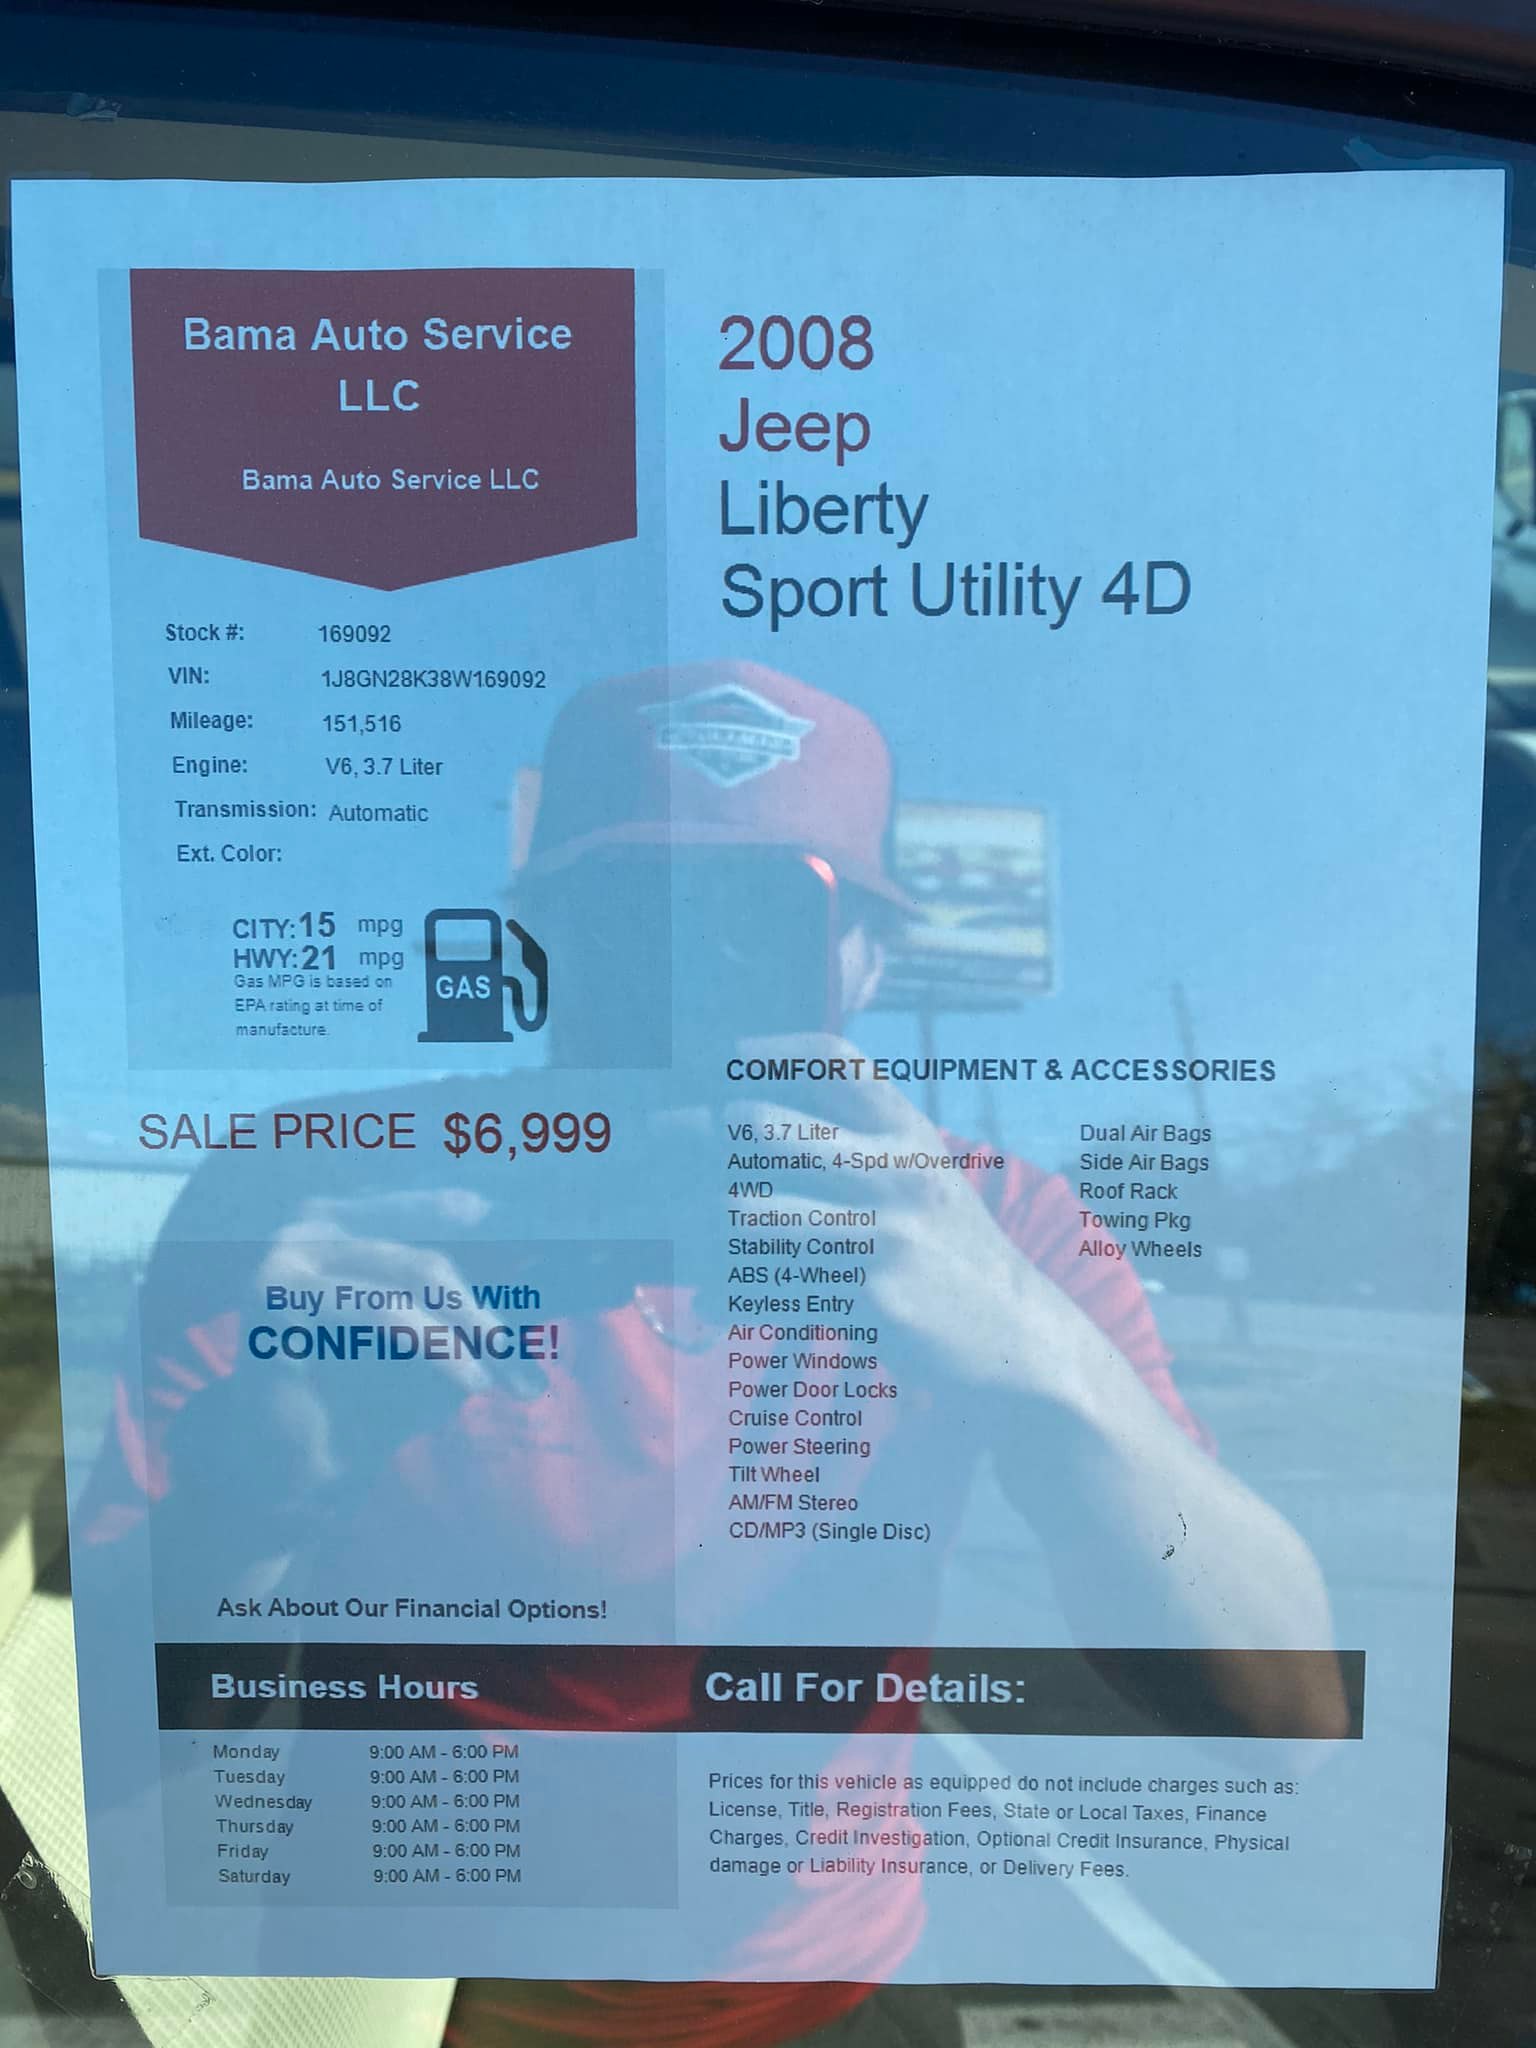 Bama Auto Service
LLC
Bama Auto Service LLC
2008
Jeep
Liberty
Sport Utility 4D
Stock #: 169092
VIN: 1J8GN28K38W169092
Mileage: 151,516
Engine: V6, 3.7 Liter
Transmission: Automatic
Ext. Color:
CITY:15 mpg
HWY:21 mpg
Gas MPG is based on
EPA rating at time of
manufacture.
GAS
SALE PRICE $6,999
Buy From Us With
CONFIDENCE!
Ask About Our Financial Options!
COMFORT EQUIPMENT & ACCESSORIES
V6, 3.7 Liter
Automatic, 4-Spd w/Overdrive
4WD
Traction Control
Stability Control
ABS (4-Wheel)
Keyless Entry
Air Conditioning
Power Windows
Power Door Locks
Cruise Control
Power Steering
Tilt Wheel
AM/FM Stereo
CD/MP3 (Single Disc)
Dual Air Bags
Side Air Bags
Roof Rack
Towing Pkg
Alloy Wheels
Business Hours
Monday 9:00 AM - 6:00 PM
Tuesday 9:00 AM - 6:00 PM
Wednesday 9:00 AM - 6:00 PM
Thursday 9:00 AM - 6:00 PM
Friday 9:00 AM - 6:00 PM
Saturday 9:00 AM - 6:00 PM
Call For Details:
Prices for this vehicle as equipped do not include charges such as:
License, Title, Registration Fees, State or Local Taxes, Finance
Charges, Credit Investigation, Optional Credit Insurance, Physical
damage or Liability Insurance, or Delivery Fees.